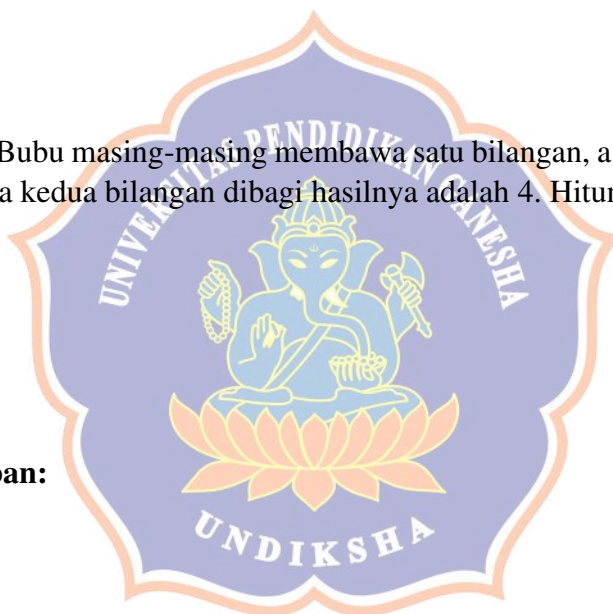 Bubu masing-masing membawa satu bilangan, a
a kedua bilangan dibagi hasilnya adalah 4. Hitun
UNIVERSITAS PENDIDIKAN GANESHA
ban:
UNDIKSHA